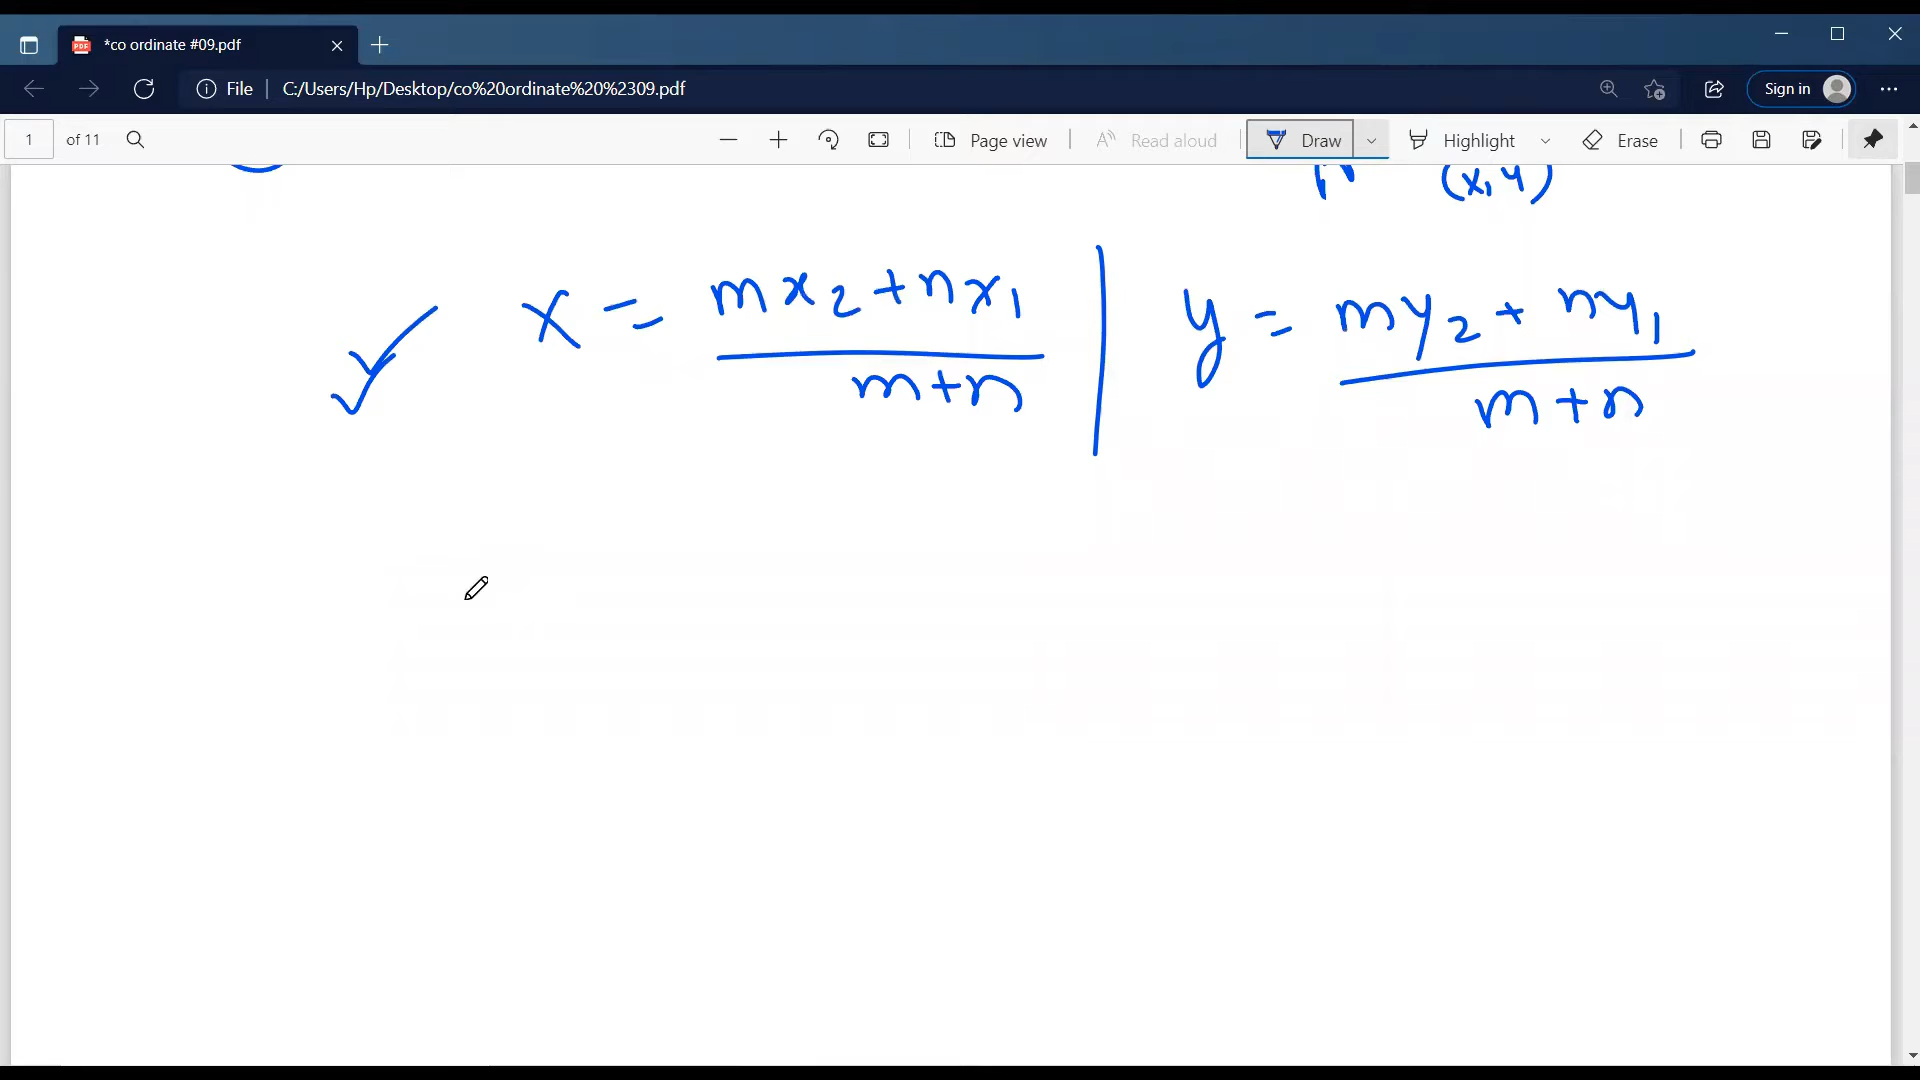 *co ordinate #09.pdf
File | C:/Users/Hp/Desktop/co%20ordinate%20%2309.pdf
Sign in
1 of 11
Page view
Read aloud
Draw
Highlight
Erase
(x, y)
x = mx₂+nx₁ / m+n | y = my₂+ny₁ / m+n